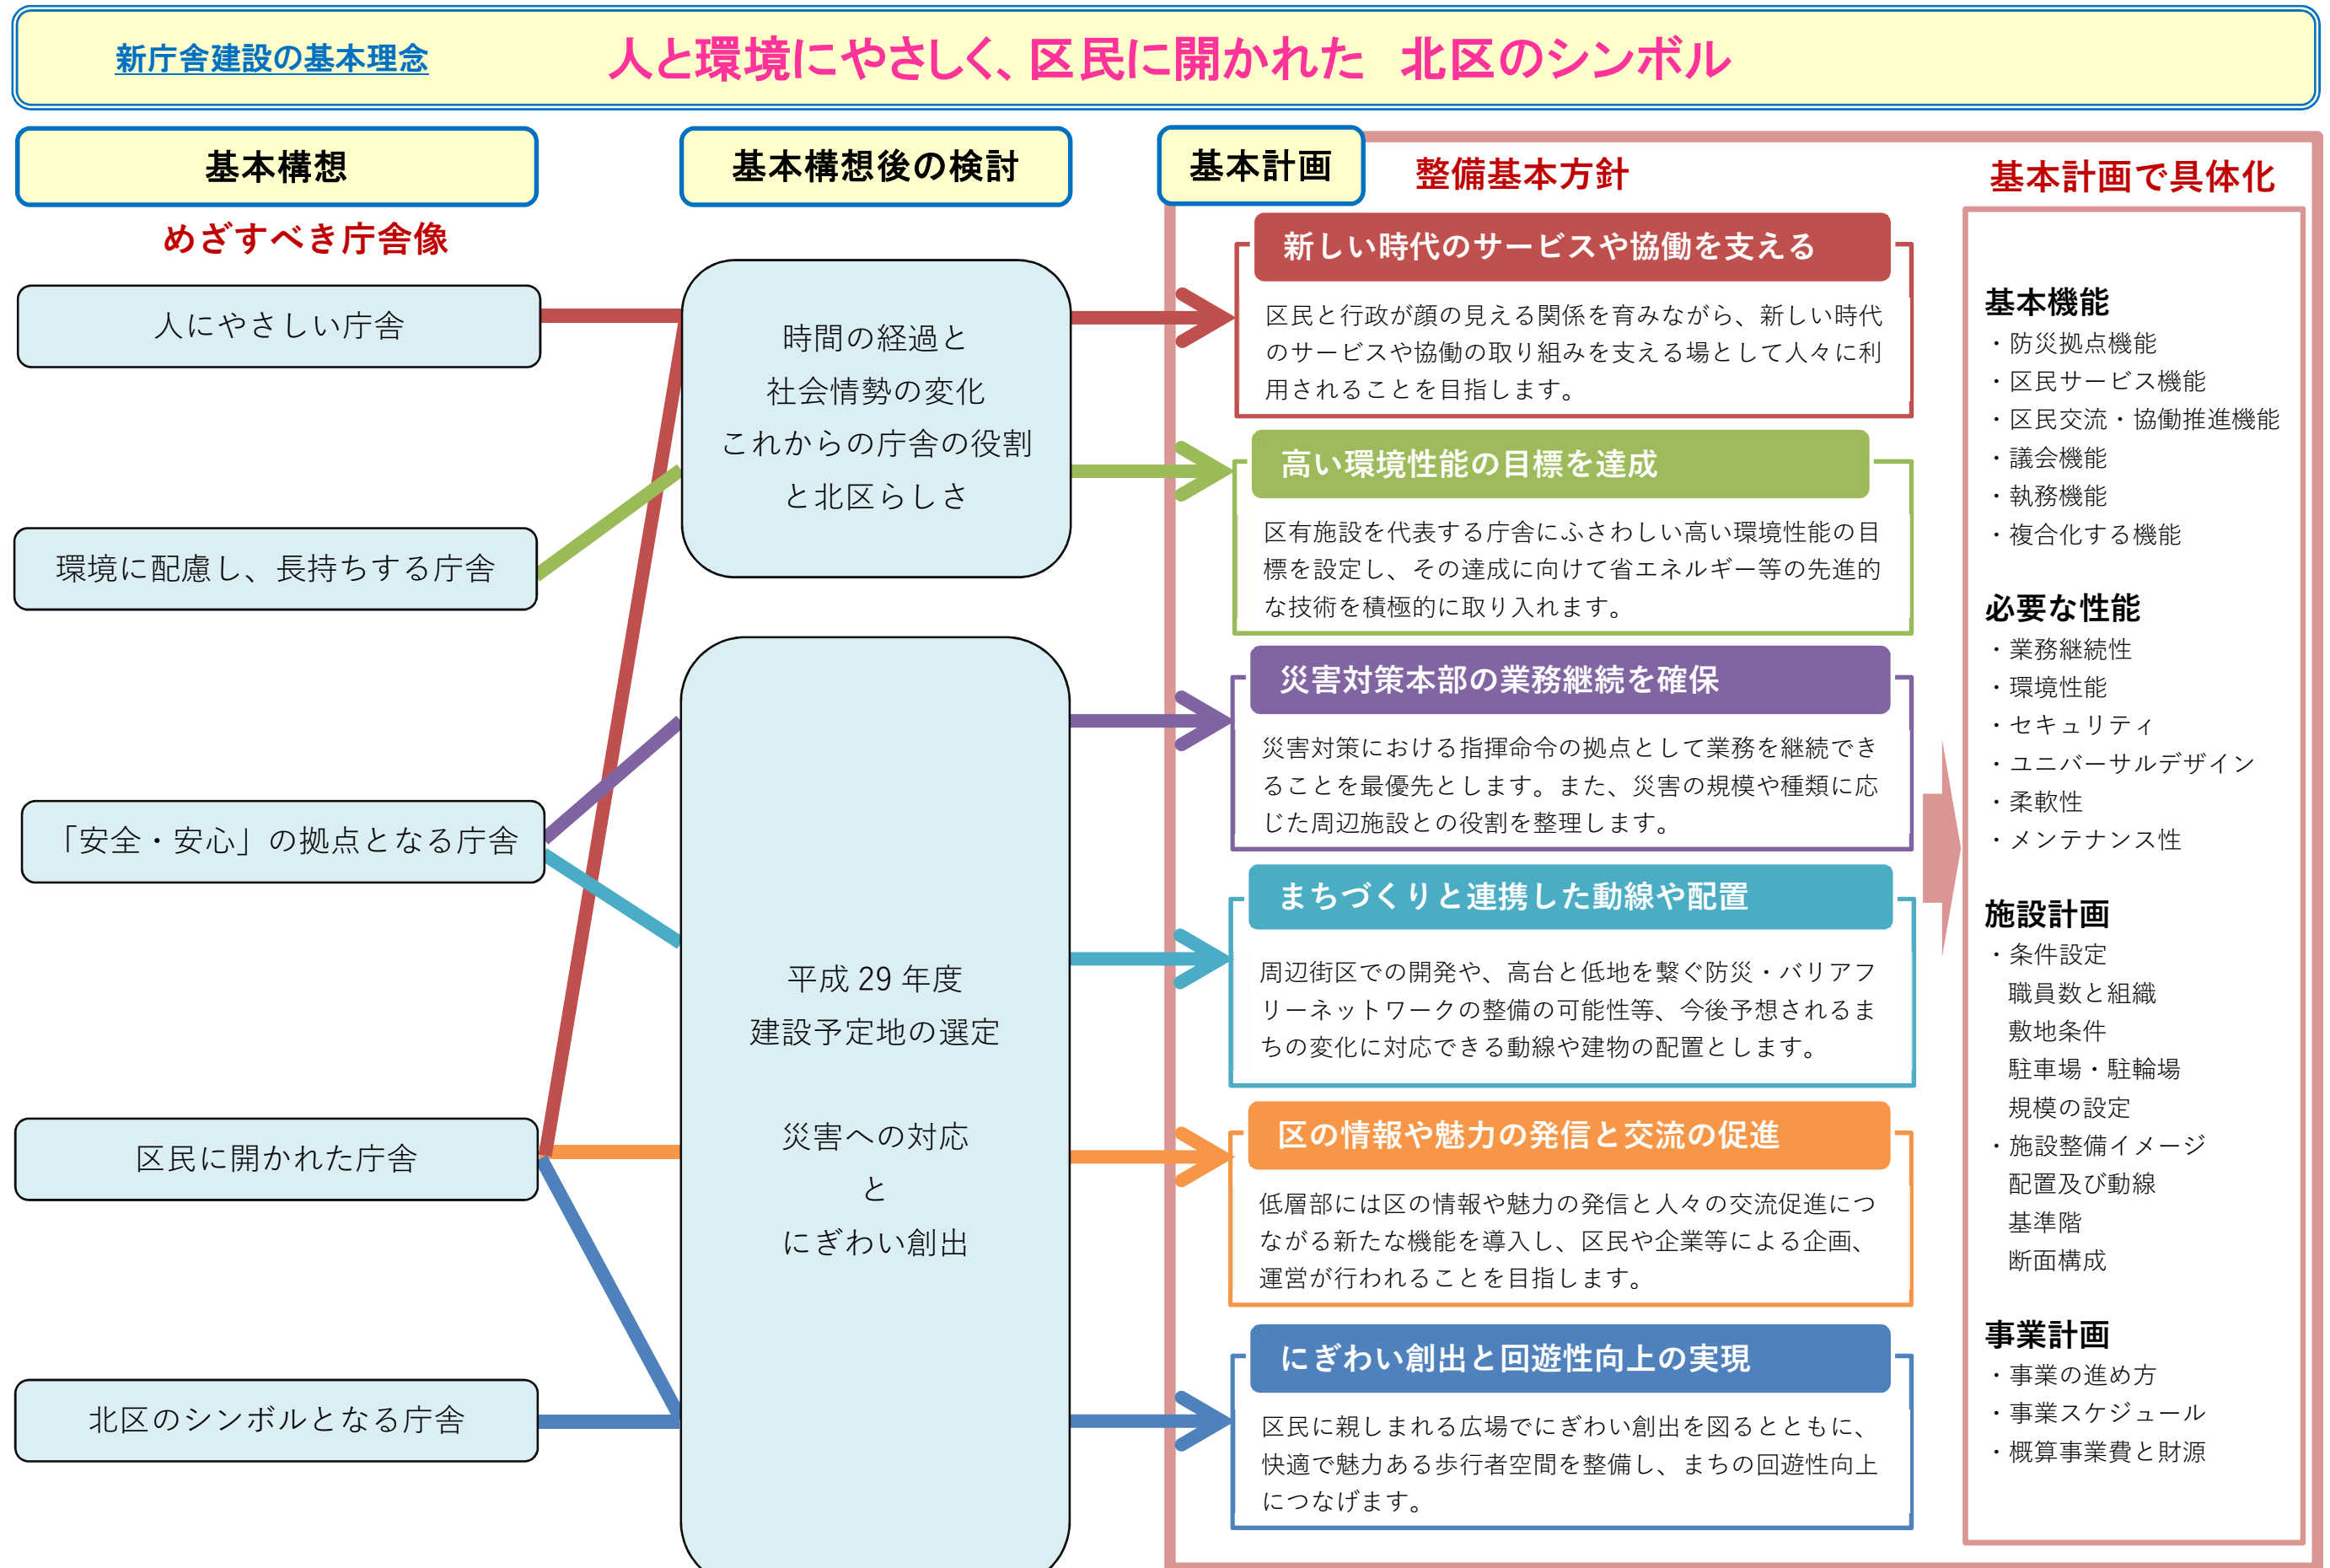 新庁舎建設の基本理念
人と環境にやさしく、区民に開かれた 北区のシンボル
基本構想
めざすべき庁舎像
人にやさしい庁舎
環境に配慮し、長持ちする庁舎
「安全・安心」の拠点となる庁舎
区民に開かれた庁舎
北区のシンボルとなる庁舎
基本構想後の検討
時間の経過と
社会情勢の変化
これからの庁舎の役割
と北区らしさ
平成 29 年度
建設予定地の選定
災害への対応
と
にぎわい創出
基本計画
整備基本方針
新しい時代のサービスや協働を支える
区民と行政が顔の見える関係を育みながら、新しい時代
のサービスや協働の取り組みを支える場として人々に利
用されることを目指します。
高い環境性能の目標を達成
区有施設を代表する庁舎にふさわしい高い環境性能の目
標を設定し、その達成に向けて省エネルギー等の先進的
な技術を積極的に取り入れます。
災害対策本部の業務継続を確保
災害対策における指揮命令の拠点として業務を継続でき
ることを最優先とします。また、災害の規模や種類に応
じた周辺施設との役割を整理します。
まちづくりと連携した動線や配置
周辺街区での開発や、高台と低地を繋ぐ防災・バリアフ
リーネットワークの整備の可能性等、今後予想されるま
ちの変化に対応できる動線や建物の配置とします。
区の情報や魅力の発信と交流の促進
低層部には区の情報や魅力の発信と人々の交流促進につ
ながる新たな機能を導入し、区民や企業等による企画、
運営が行われることを目指します。
にぎわい創出と回遊性向上の実現
区民に親しまれる広場でにぎわい創出を図るとともに、
快適で魅力ある歩行者空間を整備し、まちの回遊性向上
につなげます。
基本計画で具体化
基本機能
・防災拠点機能
・区民サービス機能
・区民交流・協働推進機能
・議会機能
・執務機能
・複合化する機能
必要な性能
・業務継続性
・環境性能
・セキュリティ
・ユニバーサルデザイン
・柔軟性
・メンテナンス性
施設計画
・条件設定
職員数と組織
敷地条件
駐車場・駐輪場
規模の設定
・施設整備イメージ
配置及び動線
基準階
断面構成
事業計画
・事業の進め方
・事業スケジュール
・概算事業費と財源